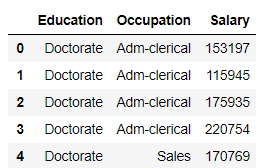 Education Occupation Salary
0 Doctorate Adm-clerical 153197
1 Doctorate Adm-clerical 115945
2 Doctorate Adm-clerical 175935
3 Doctorate Adm-clerical 220754
4 Doctorate Sales 170769